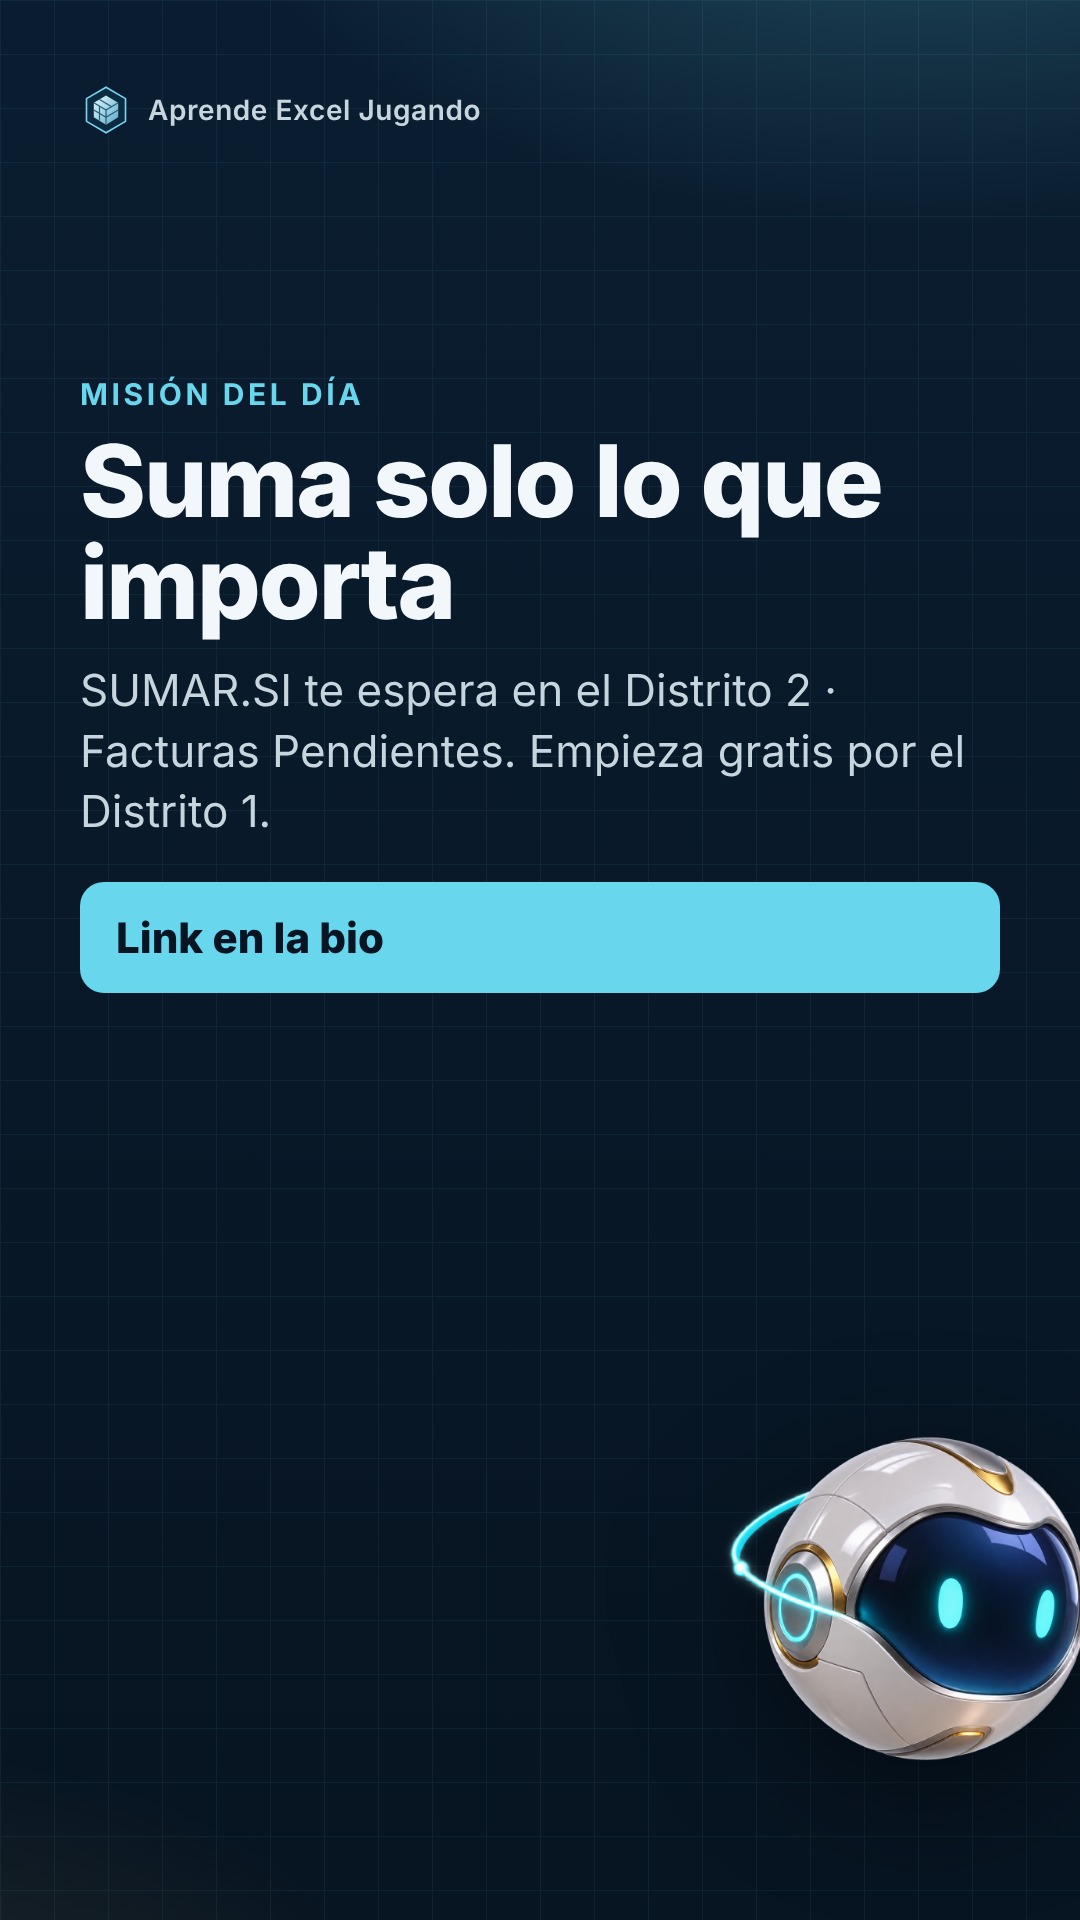 Aprende Excel Jugando
MISIÓN DEL DÍA
Suma solo lo que
importa
SUMAR.SI te espera en el Distrito 2 ·
Facturas Pendientes. Empieza gratis por el
Distrito 1.
Link en la bio